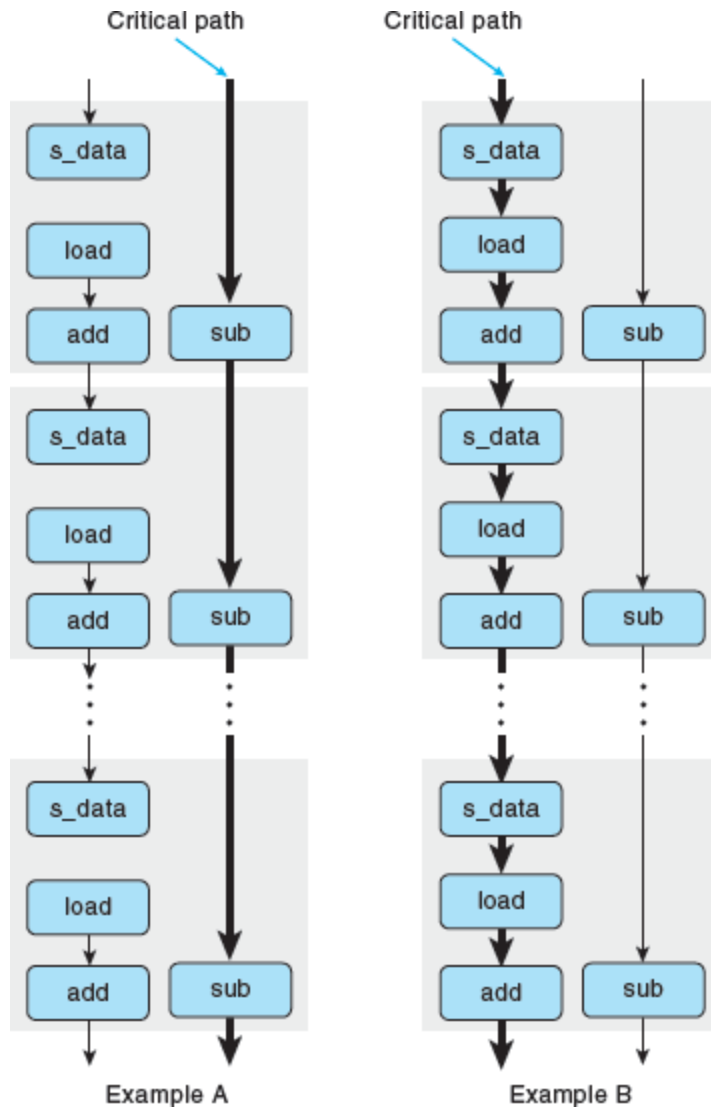 Critical path
Critical path
s_data
load
add
sub
s_data
load
add
sub
s_data
load
add
sub
Example A
s_data
load
add
sub
s_data
load
add
sub
s_data
load
add
sub
Example B